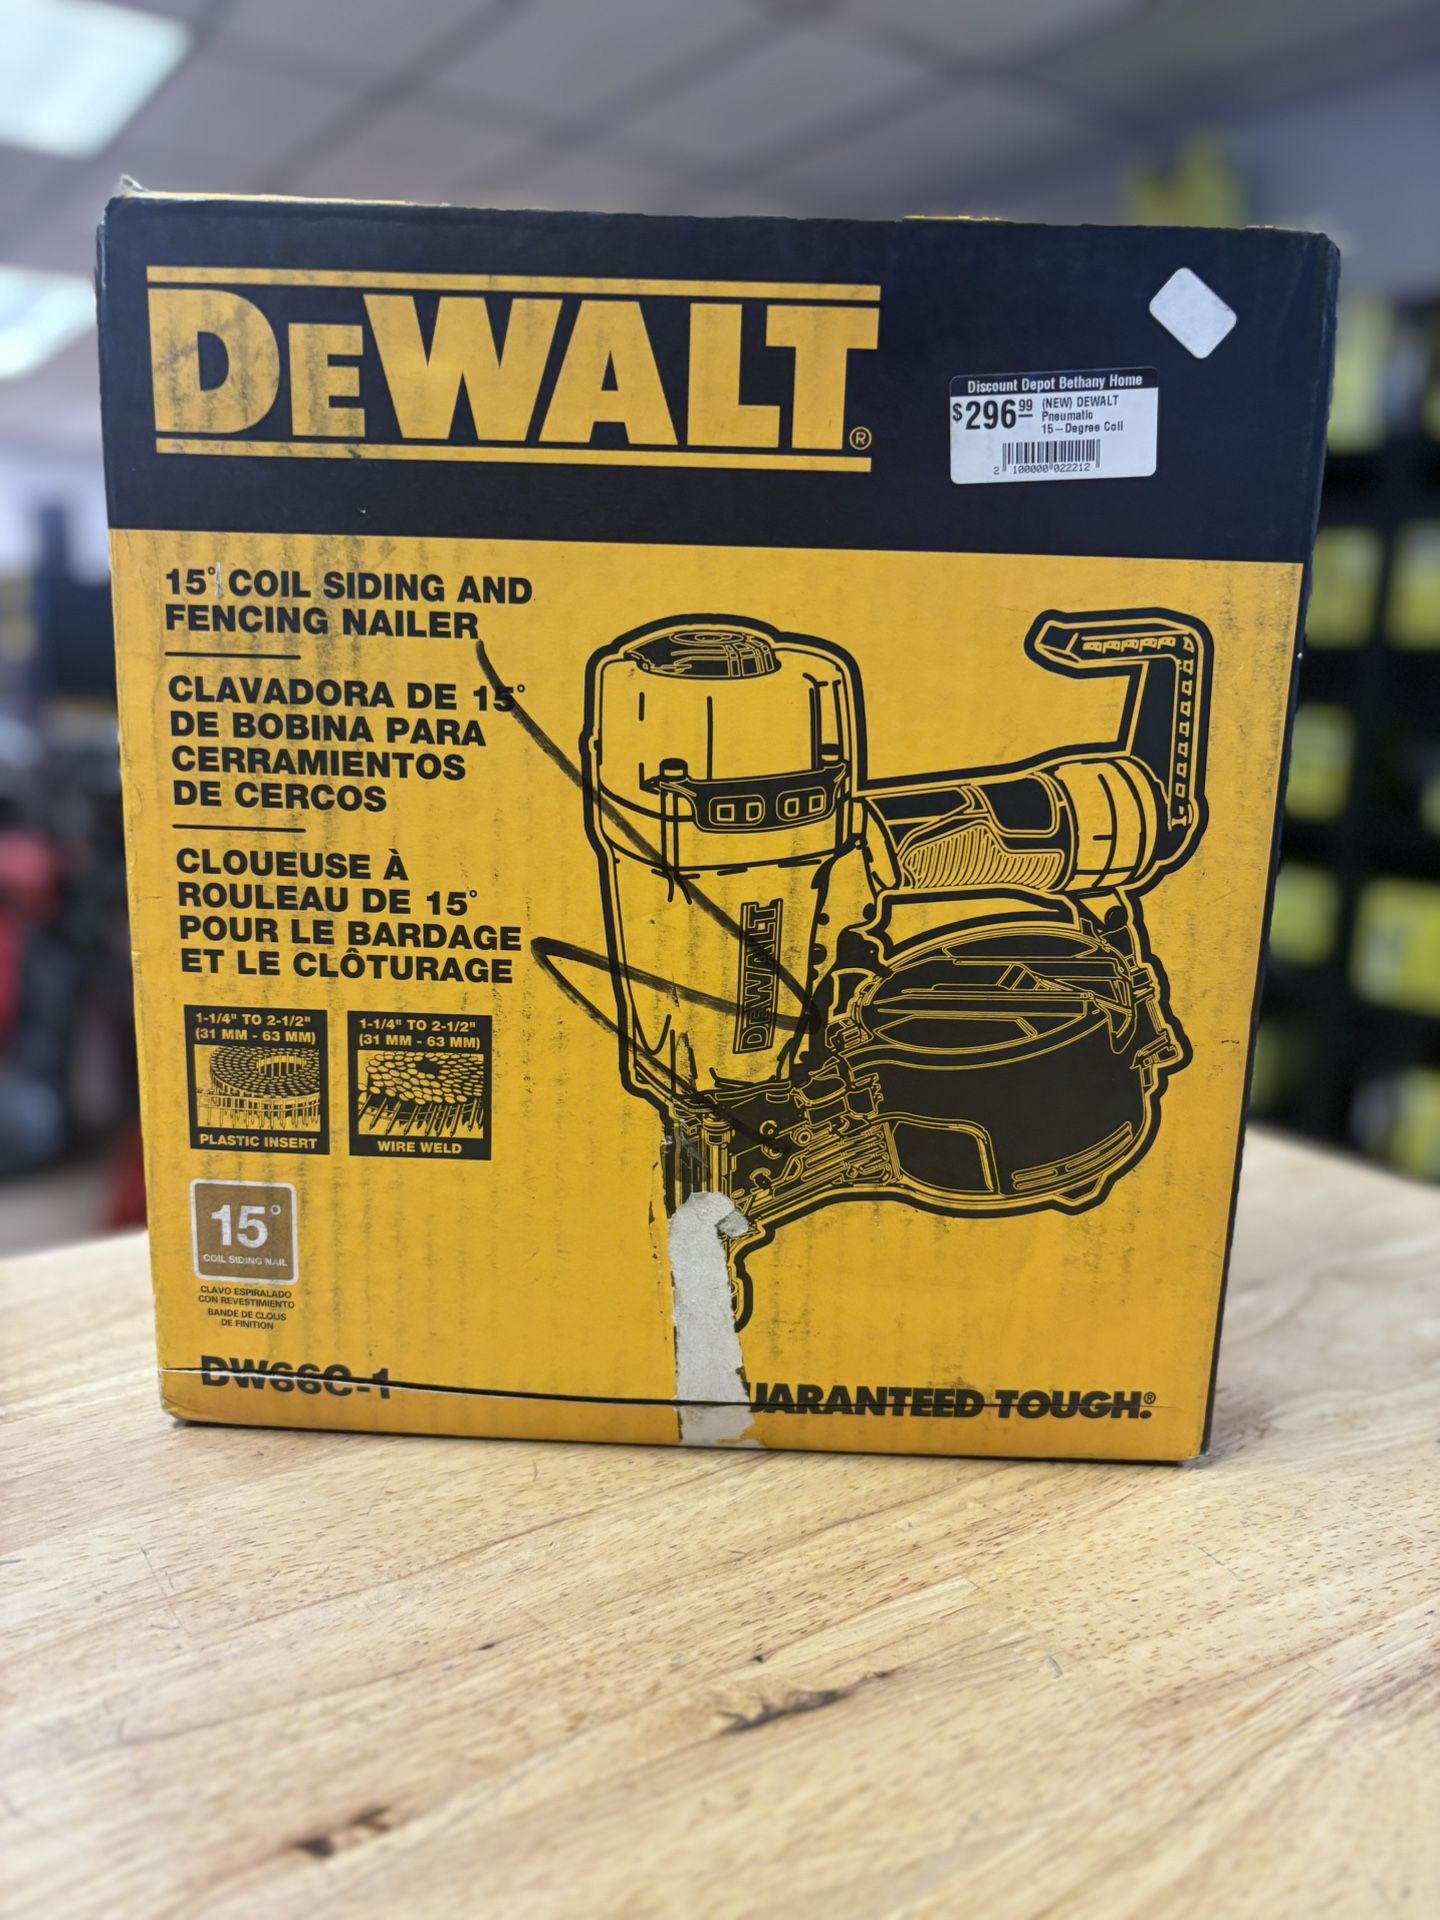 DEWALT®
Discount Depot Bethany Home
$296.99 (NEW) DEWALT
Pneumatic
15-Degree Coil
2 100000 022212
15° COIL SIDING AND
FENCING NAILER
CLAVADORA DE 15°
DE BOBINA PARA
CERRAMIENTOS
DE CERCOS
CLOUEUSE À
ROULEAU DE 15°
POUR LE BARDAGE
ET LE CLÔTURAGE
DEWALT
1-1/4" TO 2-1/2"
(31 MM - 63 MM)
PLASTIC INSERT
1-1/4" TO 2-1/2"
(31 MM - 63 MM)
WIRE WELD
15°
COIL SIDING NAIL
CLAVO ESPIRALADO
CON REVESTIMIENTO
BANDE DE CLOUS
DE FINITION
DW66C-1
UARANTEED TOUGH.®